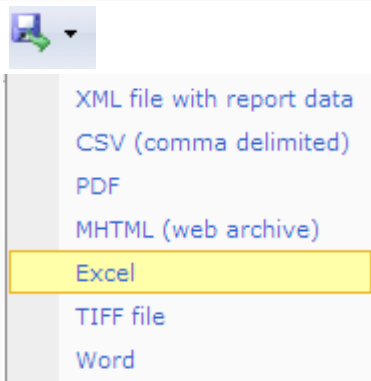 XML file with report data
CSV (comma delimited)
PDF
MHTML (web archive)
Excel
TIFF file
Word